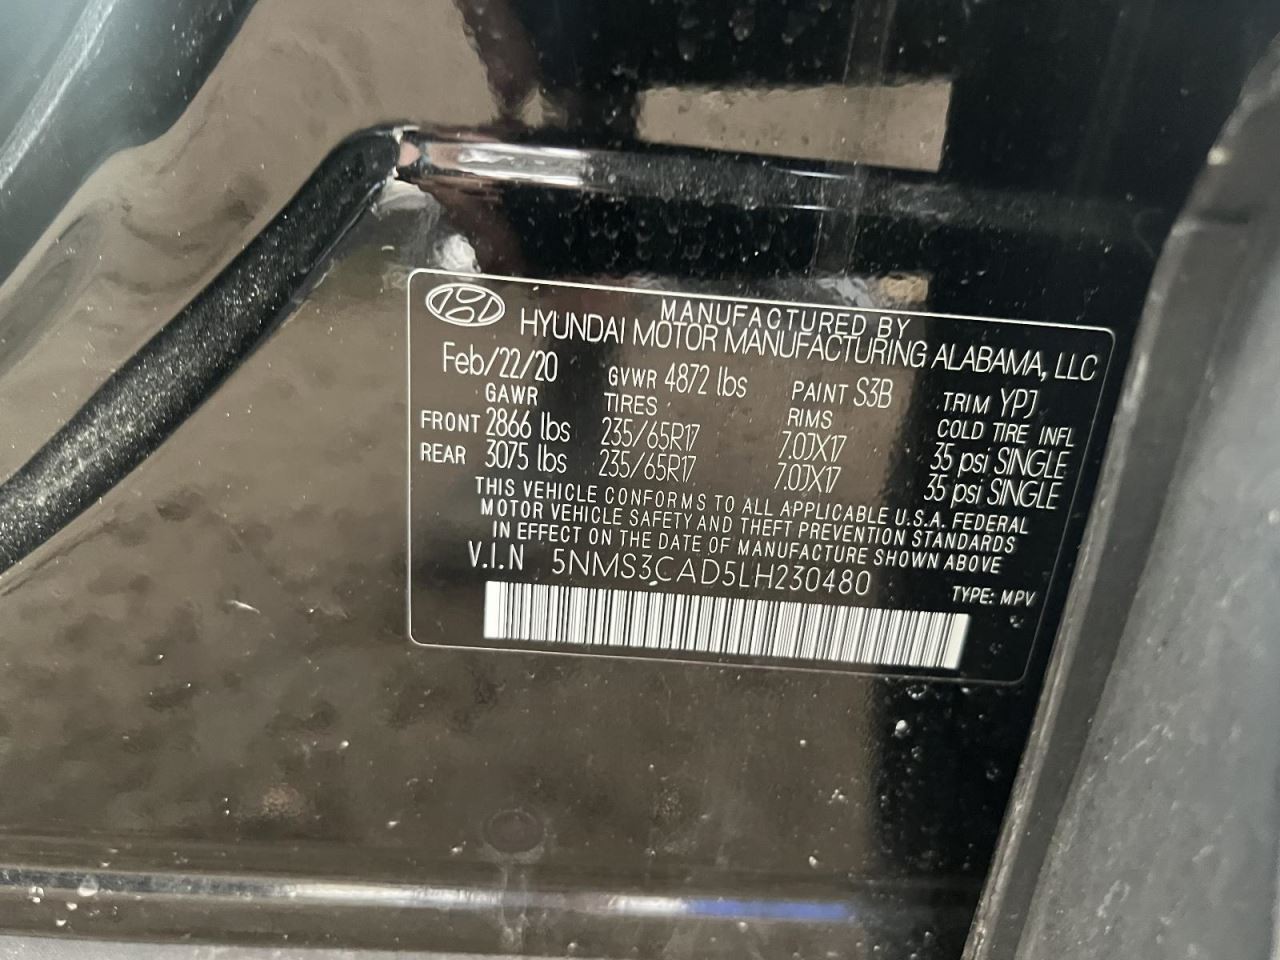 MANUFACTURED BY
HYUNDAI MOTOR MANUFACTURING ALABAMA, LLC
Feb/22/20 GVWR 4872 lbs PAINT S3B TRIM YPJ
GAWR TIRES RIMS COLD TIRE INFL
FRONT 2866 lbs 235/65R17 7.0JX17 35 psi SINGLE
REAR 3075 lbs 235/65R17 7.0JX17 35 psi SINGLE
THIS VEHICLE CONFORMS TO ALL APPLICABLE U.S.A. FEDERAL
MOTOR VEHICLE SAFETY AND THEFT PREVENTION STANDARDS
IN EFFECT ON THE DATE OF MANUFACTURE SHOWN ABOVE
V.I.N 5NMS3CAD5LH230480 TYPE: MPV